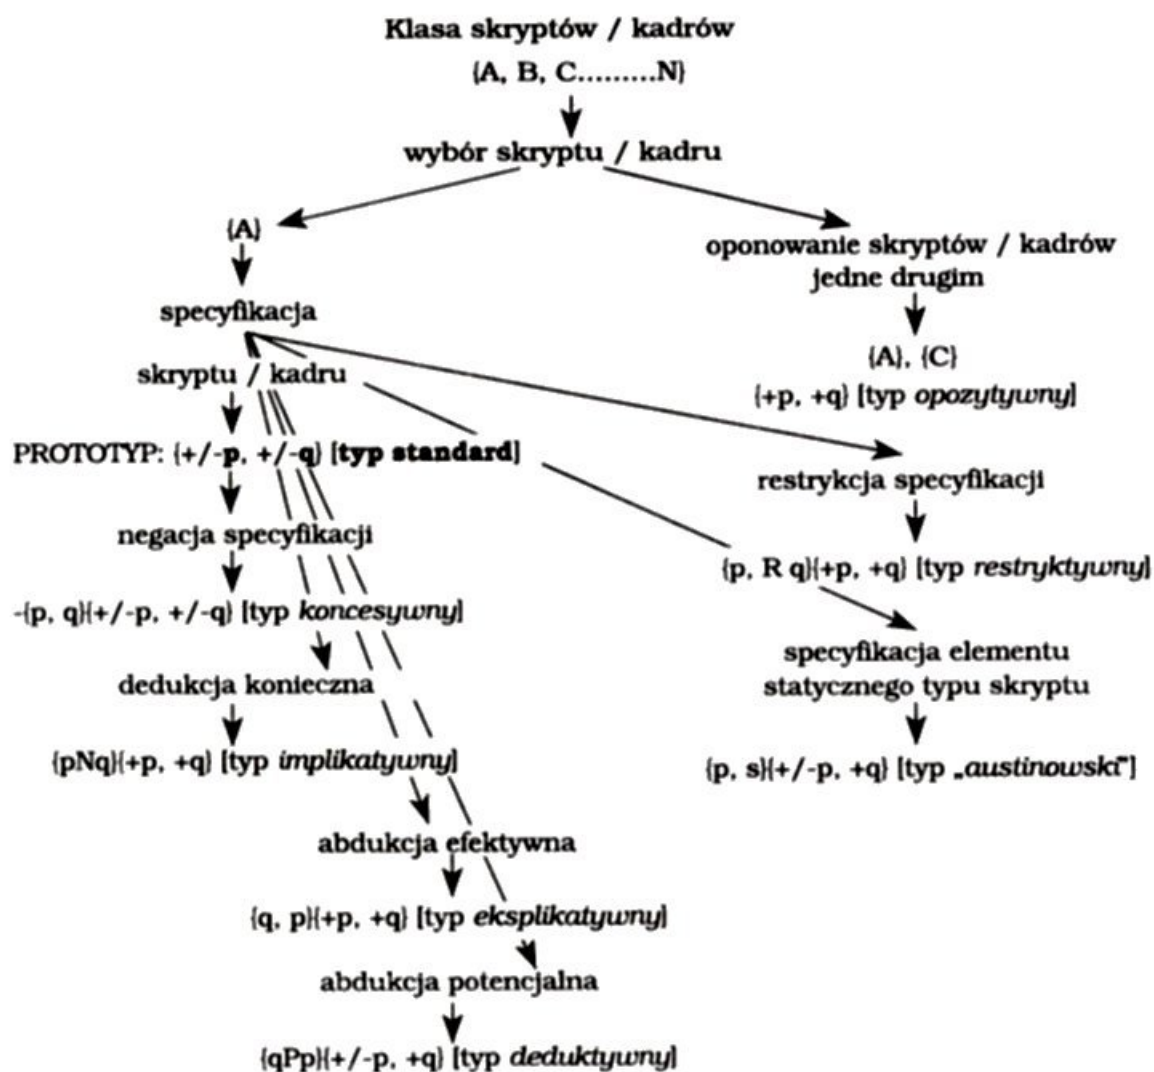 Klasa skryptów / kadrów
{A, B, C.........N}
wybór skryptu / kadru
{A}
oponowanie skryptów / kadrów
jedne drugim
specyfikacja
{A}, {C}
skryptu / kadru
{+p, +q} [typ opozytywny]
PROTOTYP: {+/-p, +/-q} [typ standard]
restrykcja specyfikacji
negacja specyfikacji
{p, R q}{+p, +q} [typ restryktywny]
-{p, q}{+/-p, +/-q} [typ koncesywny]
specyfikacja elementu
statycznego typu skryptu
dedukcja konieczna
{pNq}{+p, +q} [typ implikatywny]
{p, s}{+/-p, +q} [typ „austinowski”]
abdukcja efektywna
{q, p}{+p, +q} [typ eksplikatywny]
abdukcja potencjalna
{qPp}{+/-p, +q} [typ deduktywny]